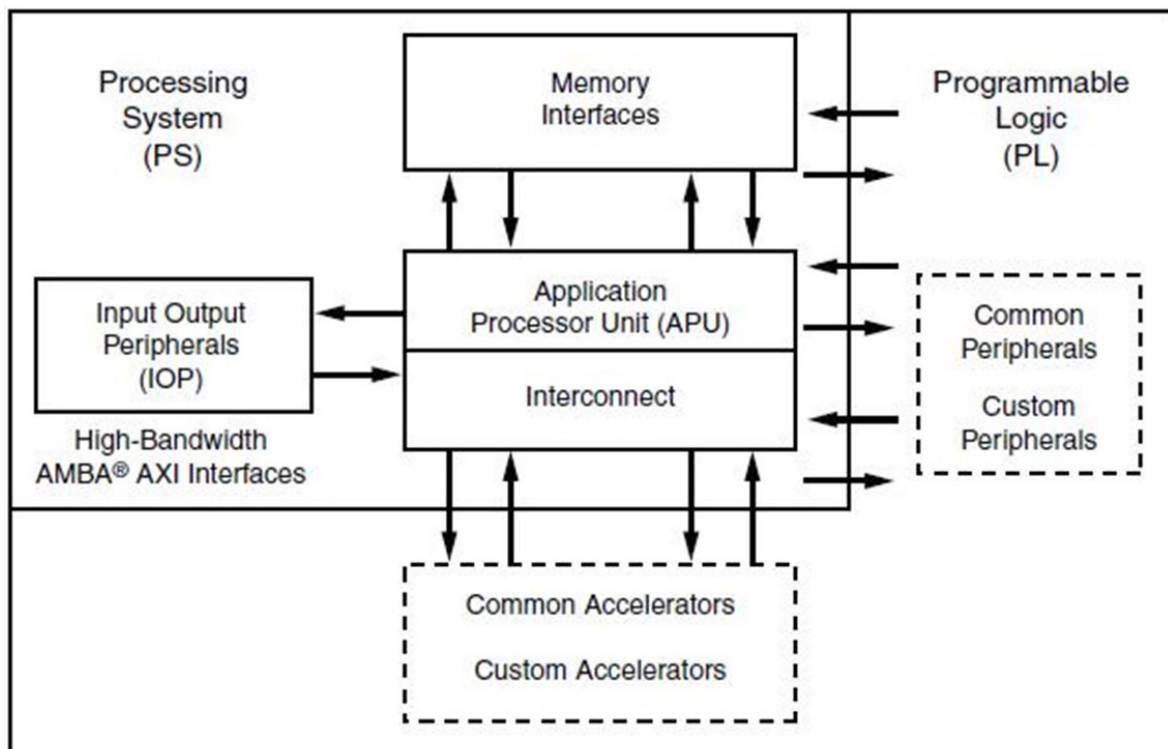 Processing
System
(PS)
Memory
Interfaces
Programmable
Logic
(PL)
Input Output
Peripherals
(IOP)
Application
Processor Unit (APU)
Interconnect
Common
Peripherals
Custom
Peripherals
High-Bandwidth
AMBA® AXI Interfaces
Common Accelerators
Custom Accelerators